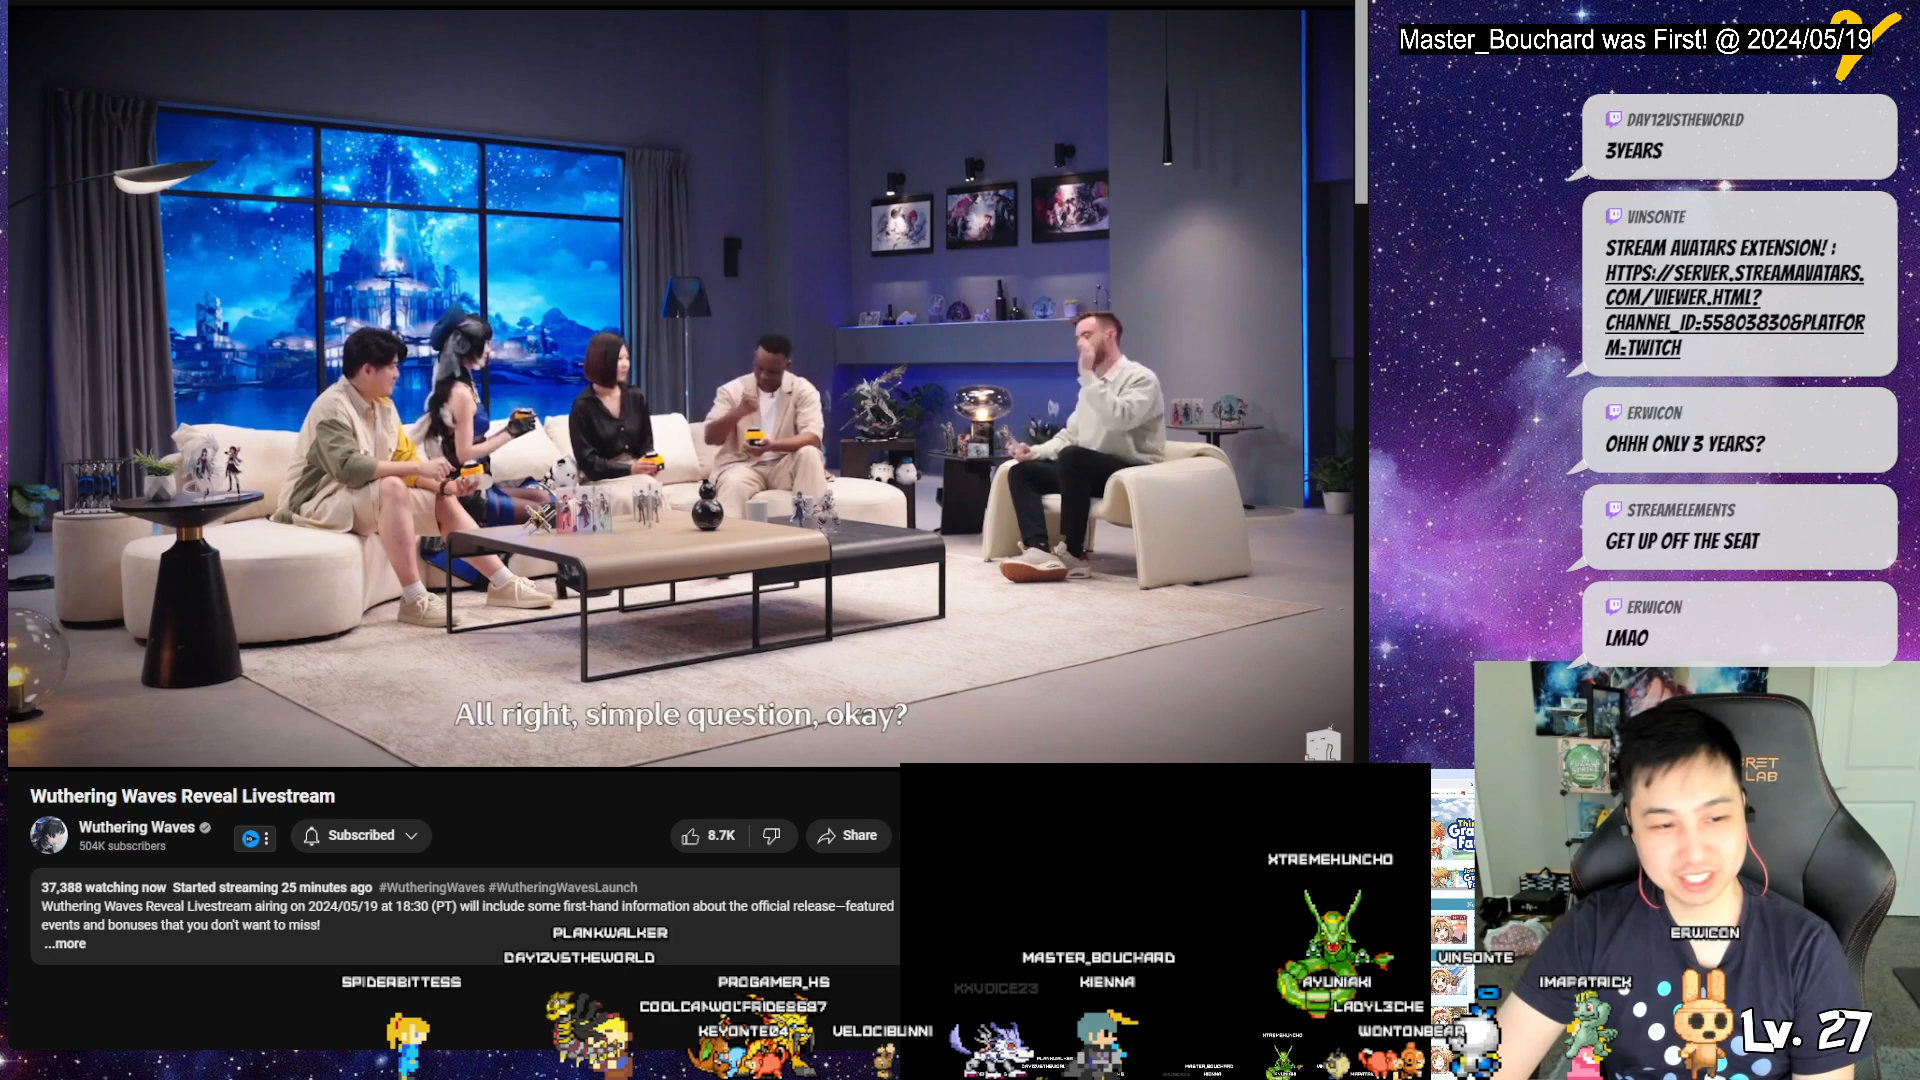 Master_Bouchard was First! @ 2024/05/19
DAY12VSTHEWORLD
3YEARS
VINSONTE
STREAM AVATARS EXTENSION! :
HTTPS://SERVER.STREAMAVATARS.
COM/VIEWER.HTML?
CHANNEL_ID=55803830&PLATFOR
M=TWITCH
ERWICON
OHHH ONLY 3 YEARS?
STREAMELEMENTS
GET UP OFF THE SEAT
ERWICON
LMAO
All right, simple question, okay?
Wuthering Waves Reveal Livestream
Wuthering Waves
504K subscribers
Subscribed
8.7K
Share
37,388 watching now Started streaming 25 minutes ago #WutheringWaves #WutheringWavesLaunch
Wuthering Waves Reveal Livestream airing on 2024/05/19 at 18:30 (PT) will include some first-hand information about the official release—featured
events and bonuses that you don't want to miss!
...more
PLANKWALKER
DAY12VSTHEWORLD
SPIDERBITTESS
PROGAMER_HS
COOLCANWOLFRIDE8687
KEYONTE04
VELOCIBUNNI
XTREMEHUNCHO
MASTER_BOUCHARD
XXVOICE23
KIENNA
AYUNIAKI
LADYL3CHE
WONTONBEAR
VINSONTE
IMAPATRICK
ERWICON
Lv. 27
RET
LAB